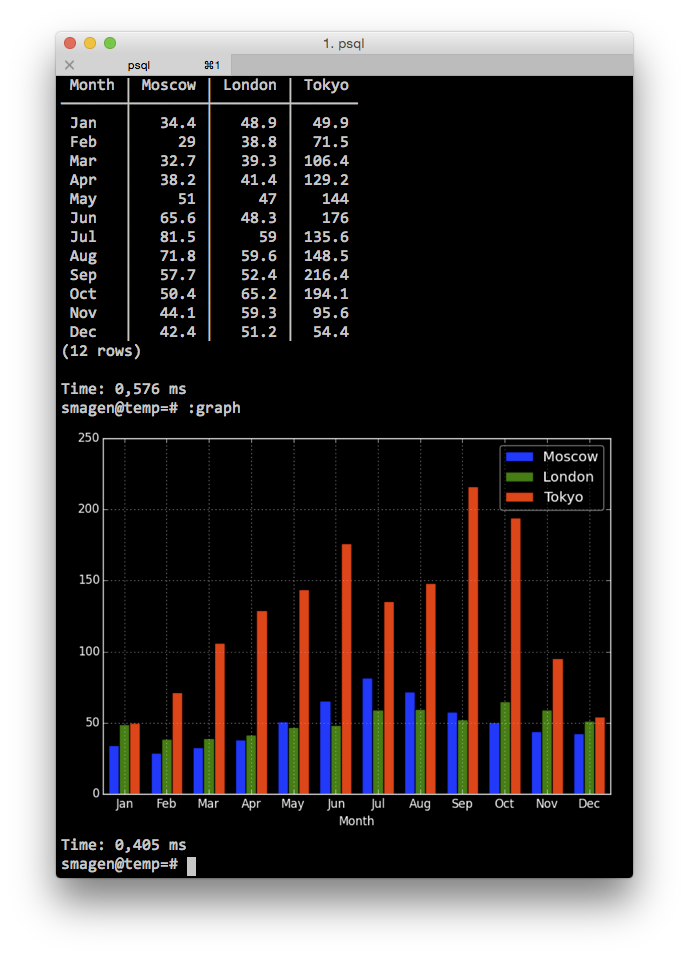 1. psql
psql ⌘1
Month Moscow London Tokyo
Jan 34.4 48.9 49.9
Feb 29 38.8 71.5
Mar 32.7 39.3 106.4
Apr 38.2 41.4 129.2
May 51 47 144
Jun 65.6 48.3 176
Jul 81.5 59 135.6
Aug 71.8 59.6 148.5
Sep 57.7 52.4 216.4
Oct 50.4 65.2 194.1
Nov 44.1 59.3 95.6
Dec 42.4 51.2 54.4
(12 rows)
Time: 0,576 ms
smagen@temp=# :graph
250
Moscow
London
Tokyo
200
150
100
50
0
Jan Feb Mar Apr May Jun Jul Aug Sep Oct Nov Dec
Month
Time: 0,405 ms
smagen@temp=#